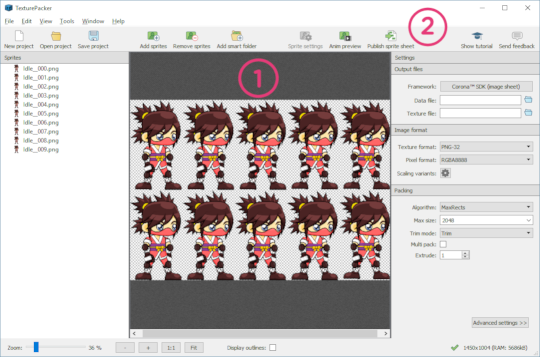 TexturePacker
File Edit View Tools Window Help
New project Open project Save project Add sprites Remove sprites Add smart folder Sprite settings Anim preview Publish sprite sheet Show tutorial Send feedback
2
Sprites
Idle_000.png
Idle_001.png
Idle_002.png
Idle_003.png
Idle_004.png
Idle_005.png
Idle_006.png
Idle_007.png
Idle_008.png
Idle_009.png
1
Settings
Output files
Framework: Corona™ SDK (image sheet)
Data file:
Texture file:
Image format
Texture format: PNG-32
Pixel format: RGBA8888
Scaling variants:
Packing
Algorithm: MaxRects
Max size: 2048
Trim mode: Trim
Multi pack:
Extrude: 1
Advanced settings >>
Zoom: 36 % - + 1:1 Fit Display outlines: 1450x1004 (RAM: 5686kB)